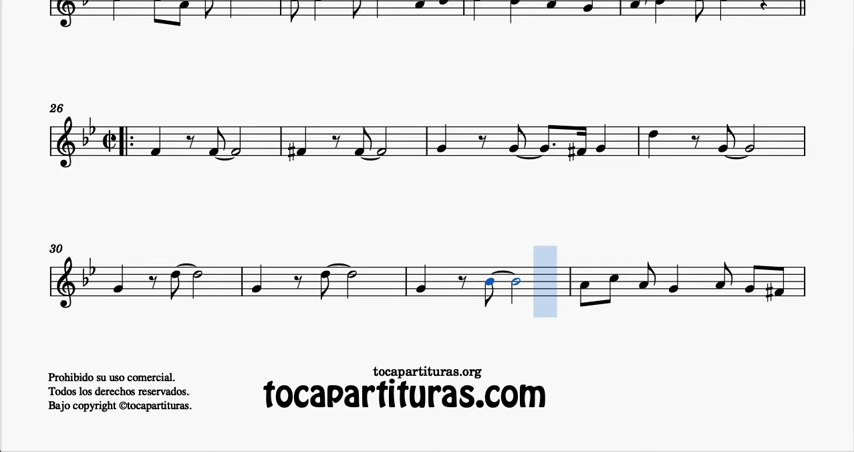 26
30
Prohibido su uso comercial.
Todos los derechos reservados.
Bajo copyright ©tocapartituras.
tocapartituras.org
tocapartituras.com